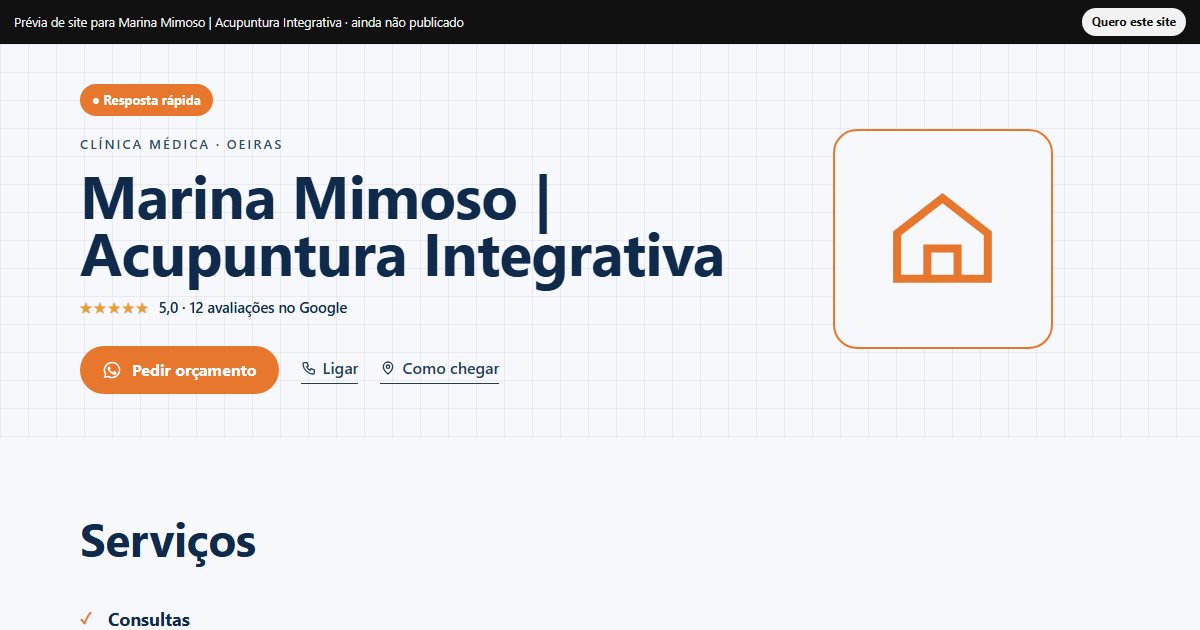 Prévia de site para Marina Mimoso | Acupuntura Integrativa · ainda não publicado
Quero este site
Resposta rápida
CLÍNICA MÉDICA · OEIRAS
Marina Mimoso |
Acupuntura Integrativa
★★★★★ 5,0 · 12 avaliações no Google
Pedir orçamento
Ligar
Como chegar
Serviços
✓ Consultas